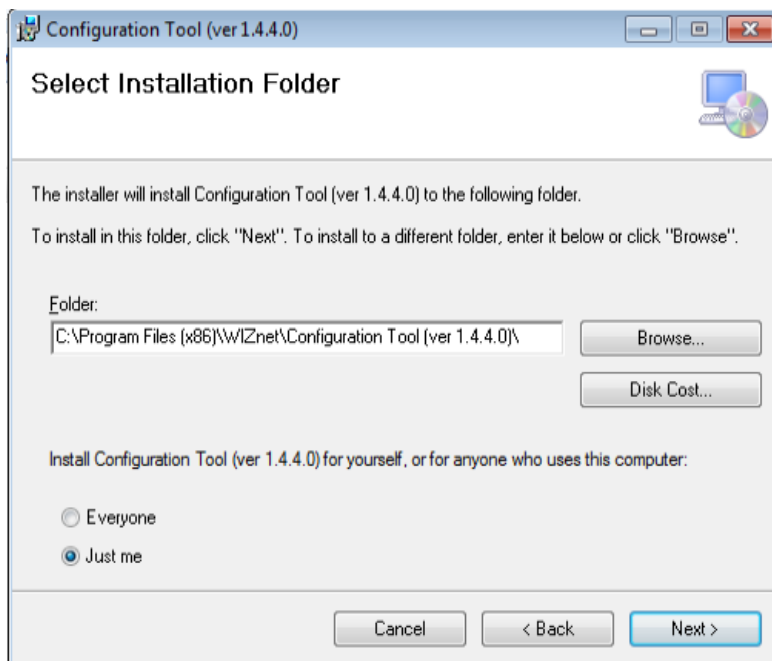 Configuration Tool (ver 1.4.4.0)
Select Installation Folder
The installer will install Configuration Tool (ver 1.4.4.0) to the following folder.
To install in this folder, click "Next". To install to a different folder, enter it below or click "Browse".
Folder:
C:\Program Files (x86)\WIZnet\Configuration Tool (ver 1.4.4.0)\
Browse...
Disk Cost...
Install Configuration Tool (ver 1.4.4.0) for yourself, or for anyone who uses this computer:
Everyone
Just me
Cancel
< Back
Next >